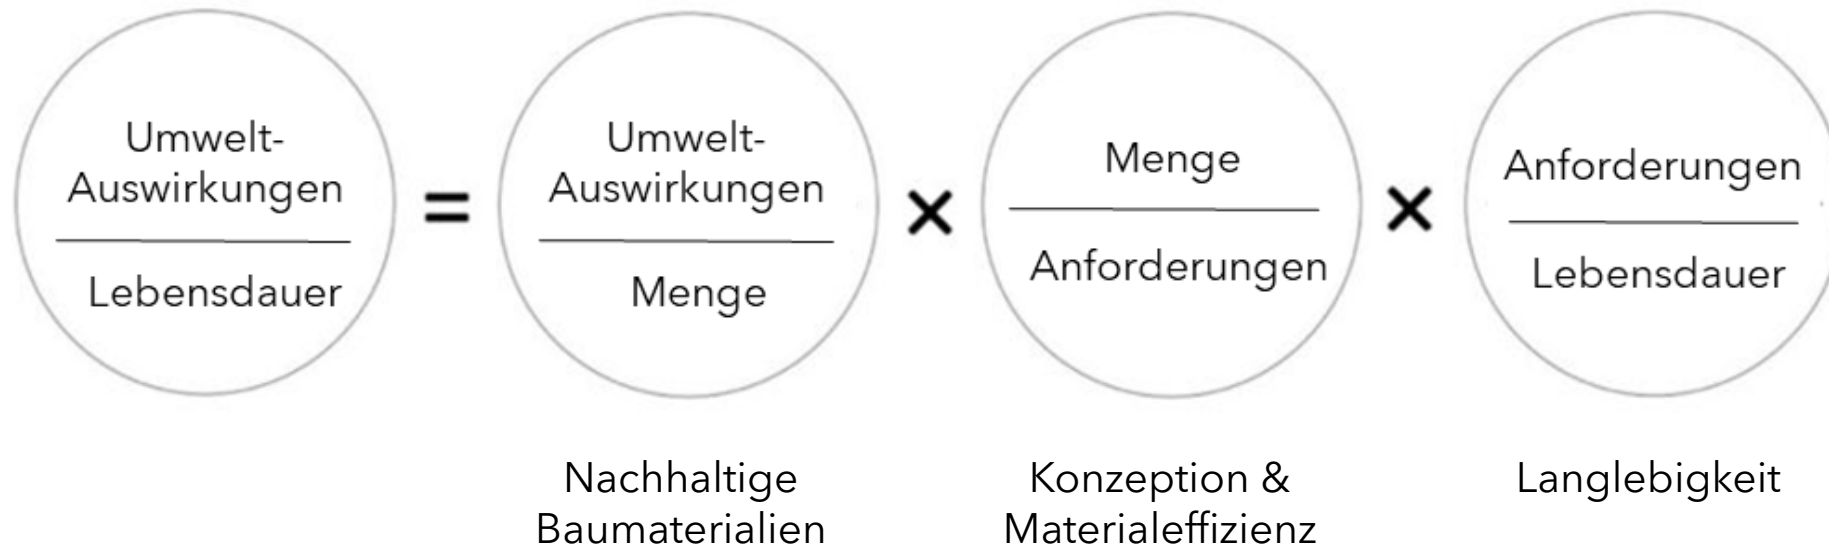 Umwelt-
Auswirkungen
Lebensdauer
=
Umwelt-
Auswirkungen
Menge
×
Menge
Anforderungen
×
Anforderungen
Lebensdauer
Nachhaltige
Baumaterialien
Konzeption &
Materialeffizienz
Langlebigkeit